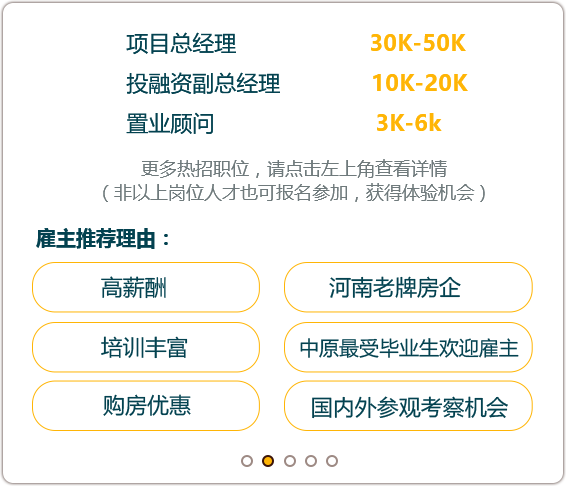 项目总经理 30K-50K
投融资副总经理 10K-20K
置业顾问 3K-6k
更多热招职位，请点击左上角查看详情
（非以上岗位人才也可报名参加，获得体验机会）
雇主推荐理由：
高薪酬 河南老牌房企
培训丰富 中原最受毕业生欢迎雇主
购房优惠 国内外参观考察机会